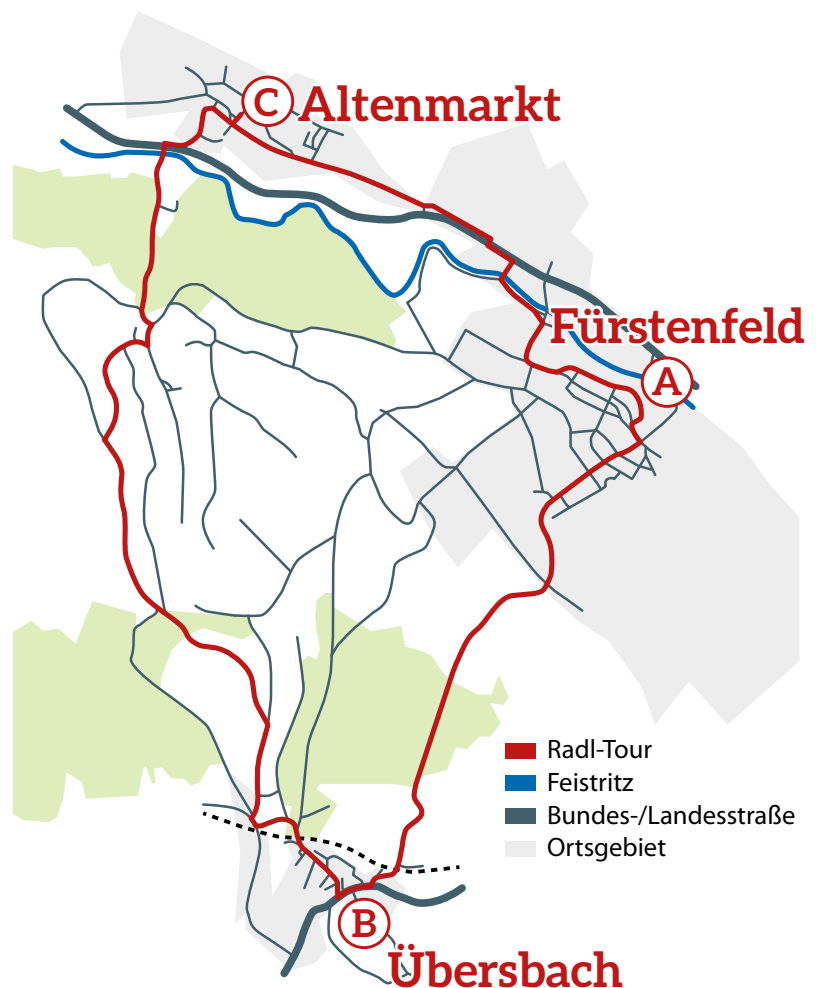 C Altenmarkt
Fürstenfeld
A
Radl-Tour
Feistritz
Bundes-/Landesstraße
Ortsgebiet
B
Übersbach